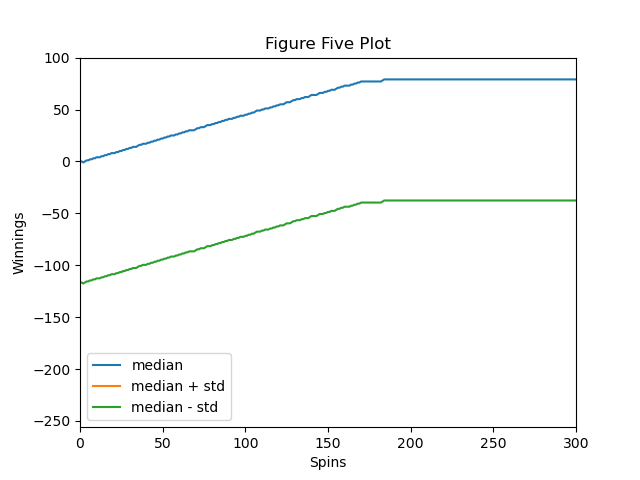 Figure Five Plot
Winnings
100
50
0
−50
−100
−150
−200
−250
median
median + std
median - std
0 50 100 150 200 250 300
Spins